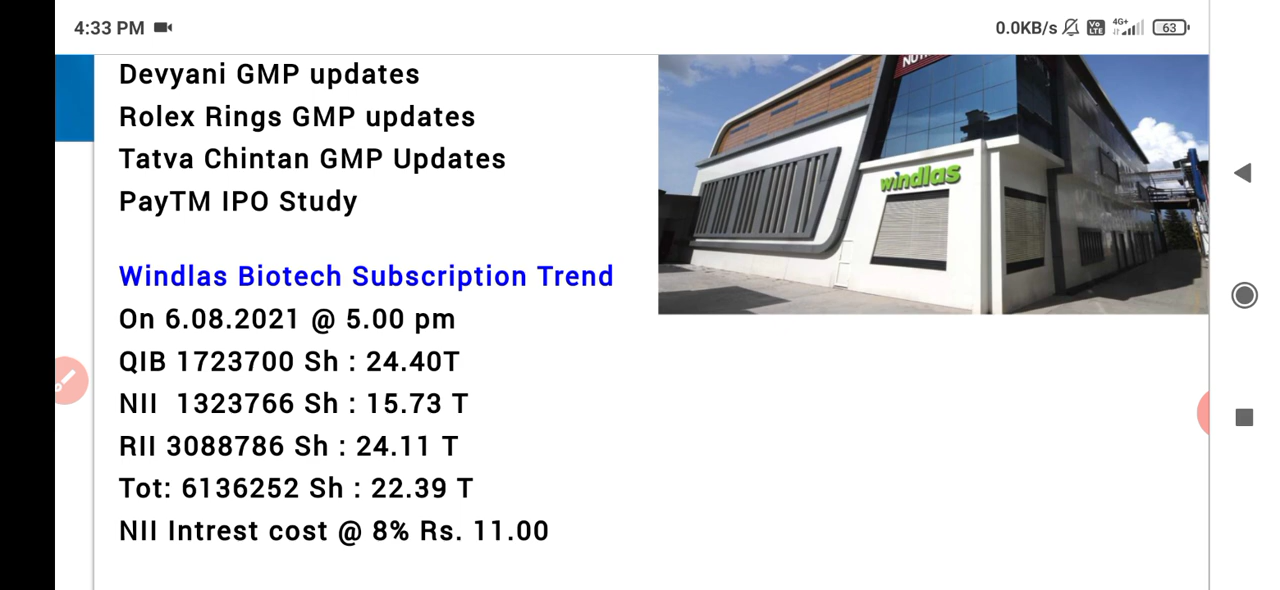 4:33 PM
0.0KB/s Vo LTE 4G+ 63
Devyani GMP updates
Rolex Rings GMP updates
Tatva Chintan GMP Updates
PayTM IPO Study
windlas
Windlas Biotech Subscription Trend
On 6.08.2021 @ 5.00 pm
QIB 1723700 Sh : 24.40T
NII 1323766 Sh : 15.73 T
RII 3088786 Sh : 24.11 T
Tot: 6136252 Sh : 22.39 T
NII Intrest cost @ 8% Rs. 11.00